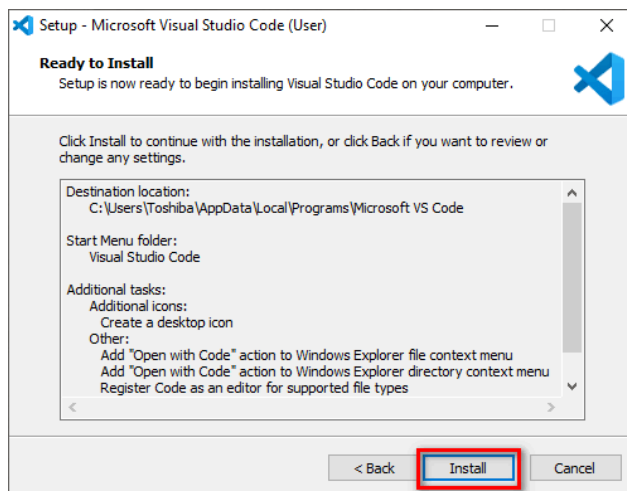 Setup - Microsoft Visual Studio Code (User)
Ready to Install
Setup is now ready to begin installing Visual Studio Code on your computer.
Click Install to continue with the installation, or click Back if you want to review or
change any settings.
Destination location:
C:\Users\Toshiba\AppData\Local\Programs\Microsoft VS Code
Start Menu folder:
Visual Studio Code
Additional tasks:
Additional icons:
Create a desktop icon
Other:
Add "Open with Code" action to Windows Explorer file context menu
Add "Open with Code" action to Windows Explorer directory context menu
Register Code as an editor for supported file types
< Back
Install
Cancel